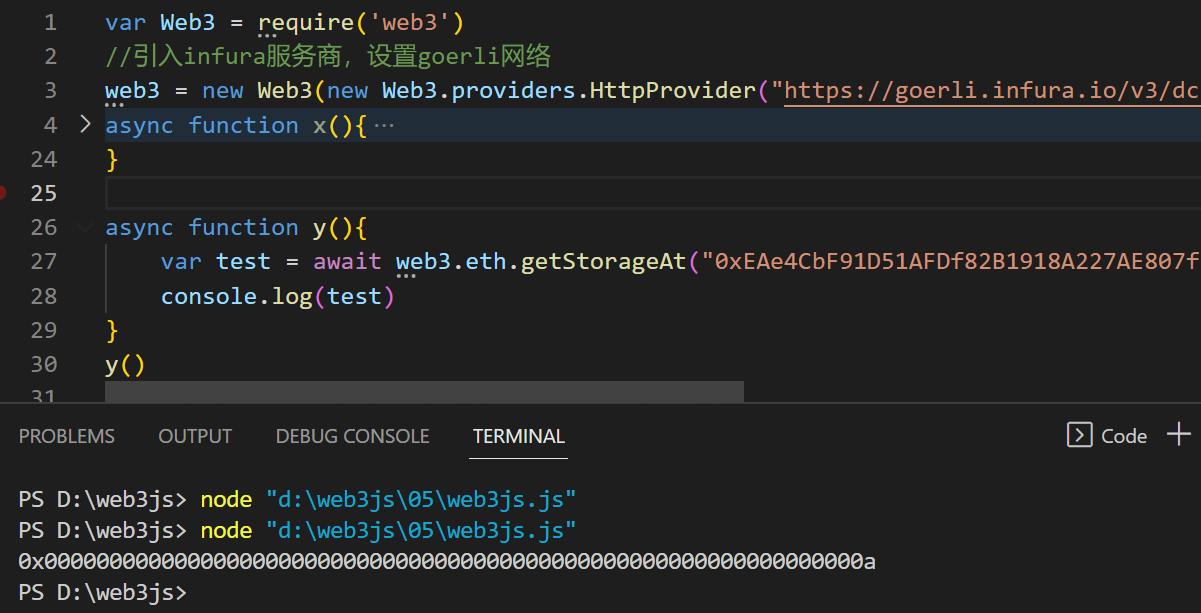 1 var Web3 = require('web3')
2 //引入infura服务商，设置goerli网络
3 web3 = new Web3(new Web3.providers.HttpProvider("https://goerli.infura.io/v3/dc
4 > async function x(){ ···
24 }
25
26 async function y(){
27 var test = await web3.eth.getStorageAt("0xEAe4CbF91D51AFDf82B1918A227AE807f
28 console.log(test)
29 }
30 y()
31
PROBLEMS OUTPUT DEBUG CONSOLE TERMINAL Code
PS D:\web3js> node "d:\web3js\05\web3js.js"
PS D:\web3js> node "d:\web3js\05\web3js.js"
0x000000000000000000000000000000000000000000000000000000000000000a
PS D:\web3js>